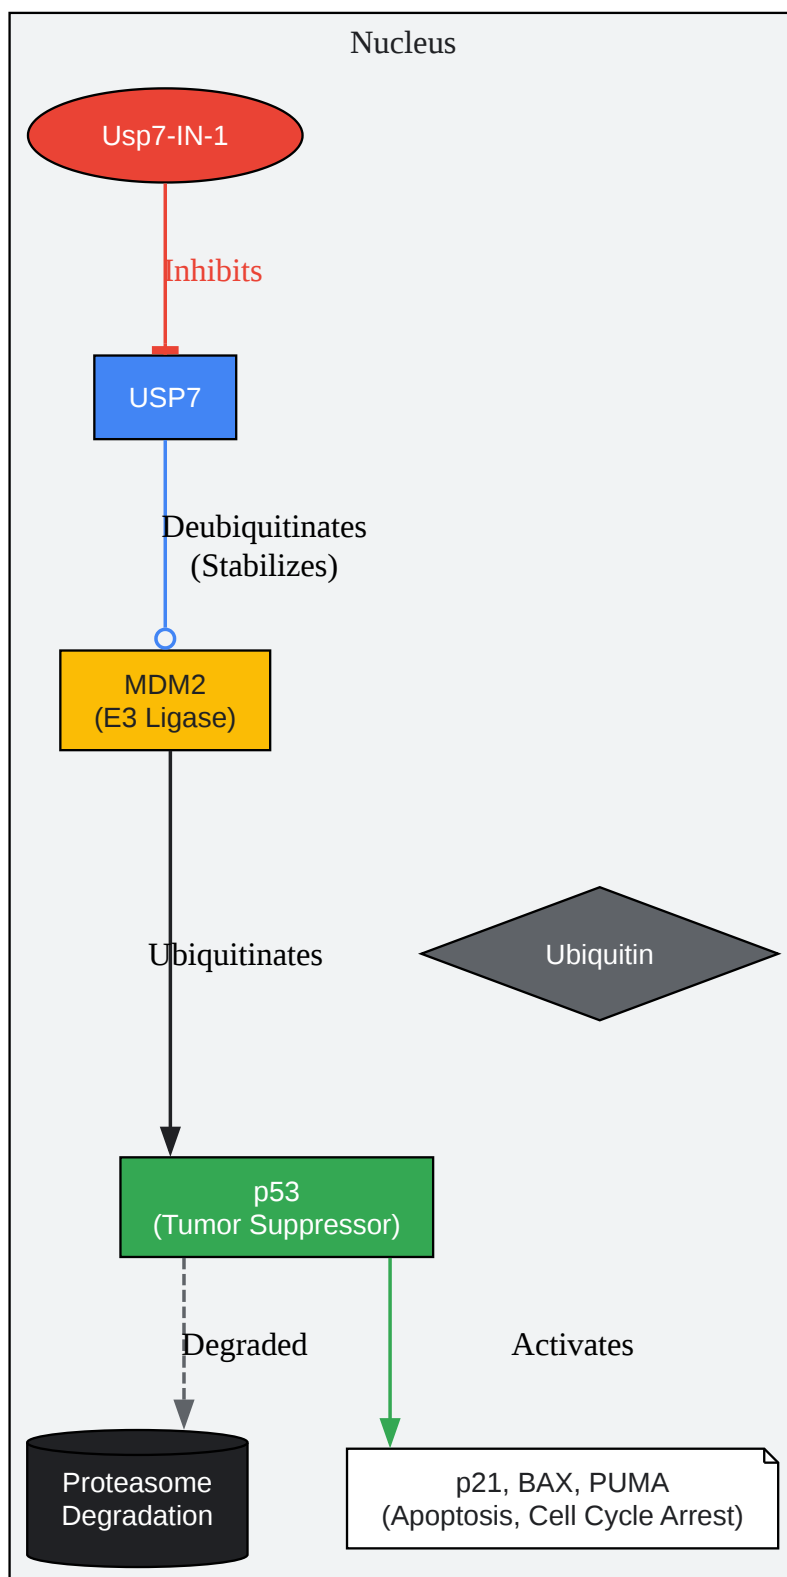 Nucleus
Usp7-IN-1
Inhibits
USP7
Deubiquitinates
(Stabilizes)
MDM2
(E3 Ligase)
Ubiquitinates
Ubiquitin
p53
(Tumor Suppressor)
Degraded
Activates
Proteasome
Degradation
p21, BAX, PUMA
(Apoptosis, Cell Cycle Arrest)